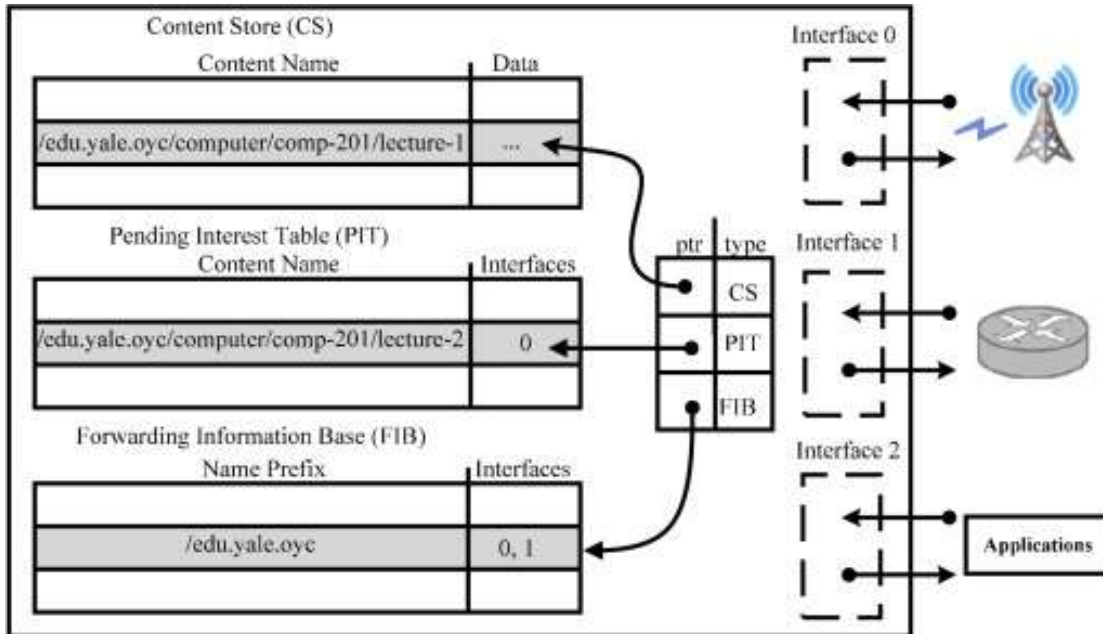 Content Store (CS)
Content Name Data
/edu.yale.oyc/computer/comp-201/lecture-1 ...
Pending Interest Table (PIT)
Content Name Interfaces
/edu.yale.oyc/computer/comp-201/lecture-2 0
Forwarding Information Base (FIB)
Name Prefix Interfaces
/edu.yale.oyc 0, 1
ptr type
CS
PIT
FIB
Interface 0
Interface 1
Interface 2
Applications